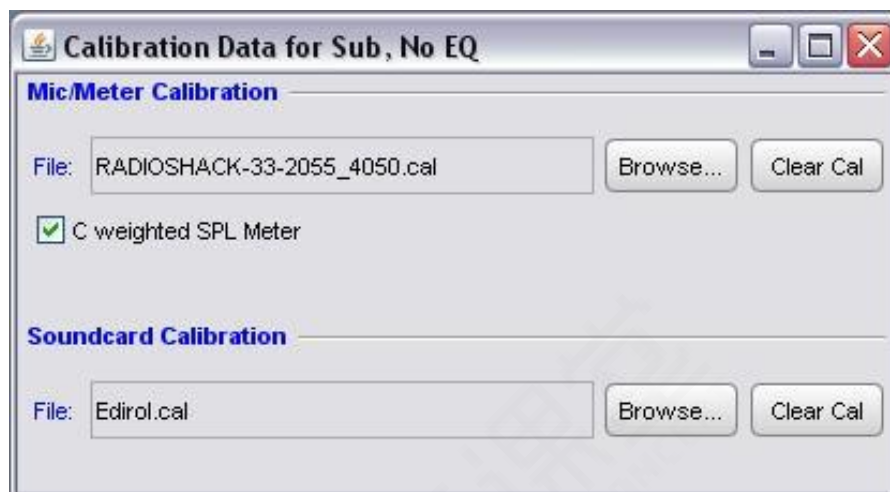 Calibration Data for Sub, No EQ
Mic/Meter Calibration
File: RADIOSHACK-33-2055_4050.cal Browse... Clear Cal
C weighted SPL Meter
Soundcard Calibration
File: Edirol.cal Browse... Clear Cal